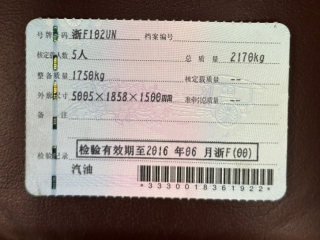 号牌号码 浙F102UN 档案编号
核定载人数 5人 总质量 2170kg
整备质量 1750kg 核定载质量 --
外廓尺寸 5005×1858×1500mm 准牵引总质量 --
备注
检验记录 检验有效期至2016 年06 月浙F(00)
汽油
*3330018361922*